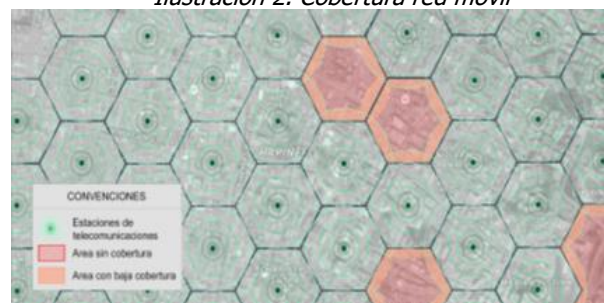 Ilustración 2. Cobertura red móvil
CONVENCIONES
Estaciones de
telecomunicaciones
Area sin cobertura
Area con baja cobertura